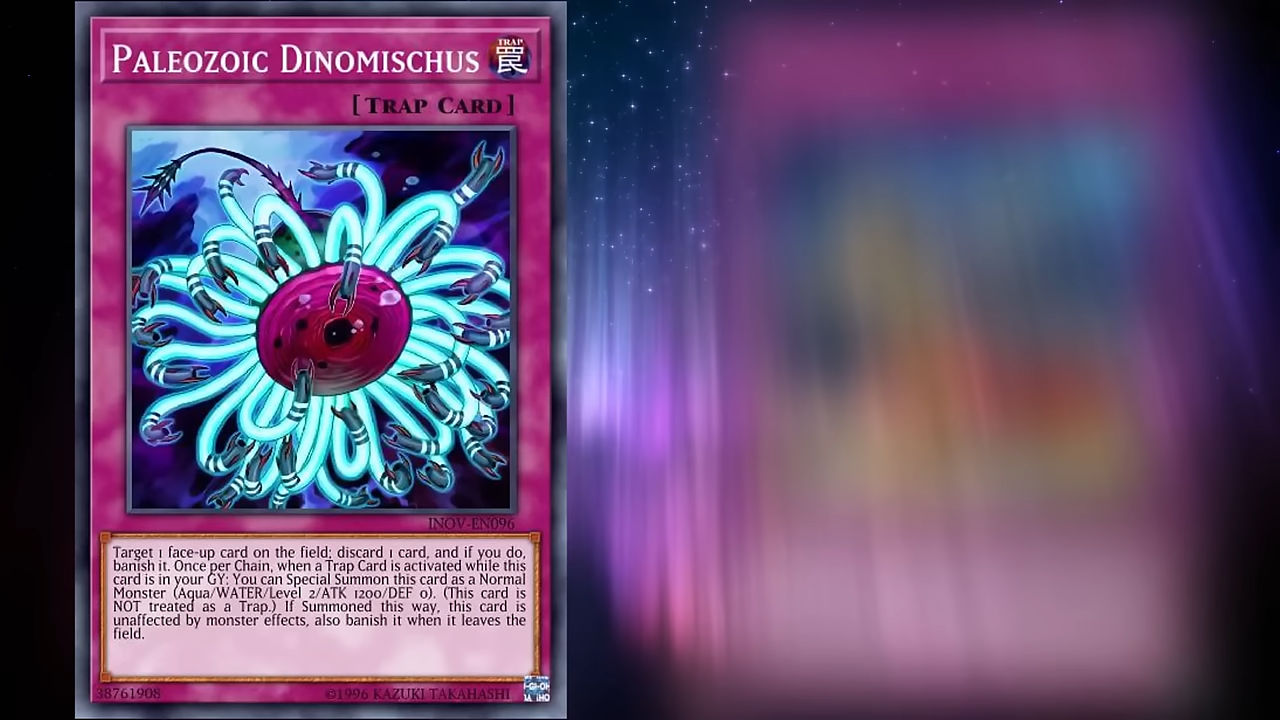 PALEOZOIC DINOMISCHUS
TRAP
罠
[TRAP CARD]
INOV-EN096
Target 1 face-up card on the field; discard 1 card, and if you do,
banish it. Once per Chain, when a Trap Card is activated while this
card is in your GY: You can Special Summon this card as a Normal
Monster (Aqua/WATER/Level 2/ATK 1200/DEF 0). (This card is
NOT treated as a Trap.) If Summoned this way, this card is
unaffected by monster effects, also banish it when it leaves the
field.
38761908
©1996 KAZUKI TAKAHASHI